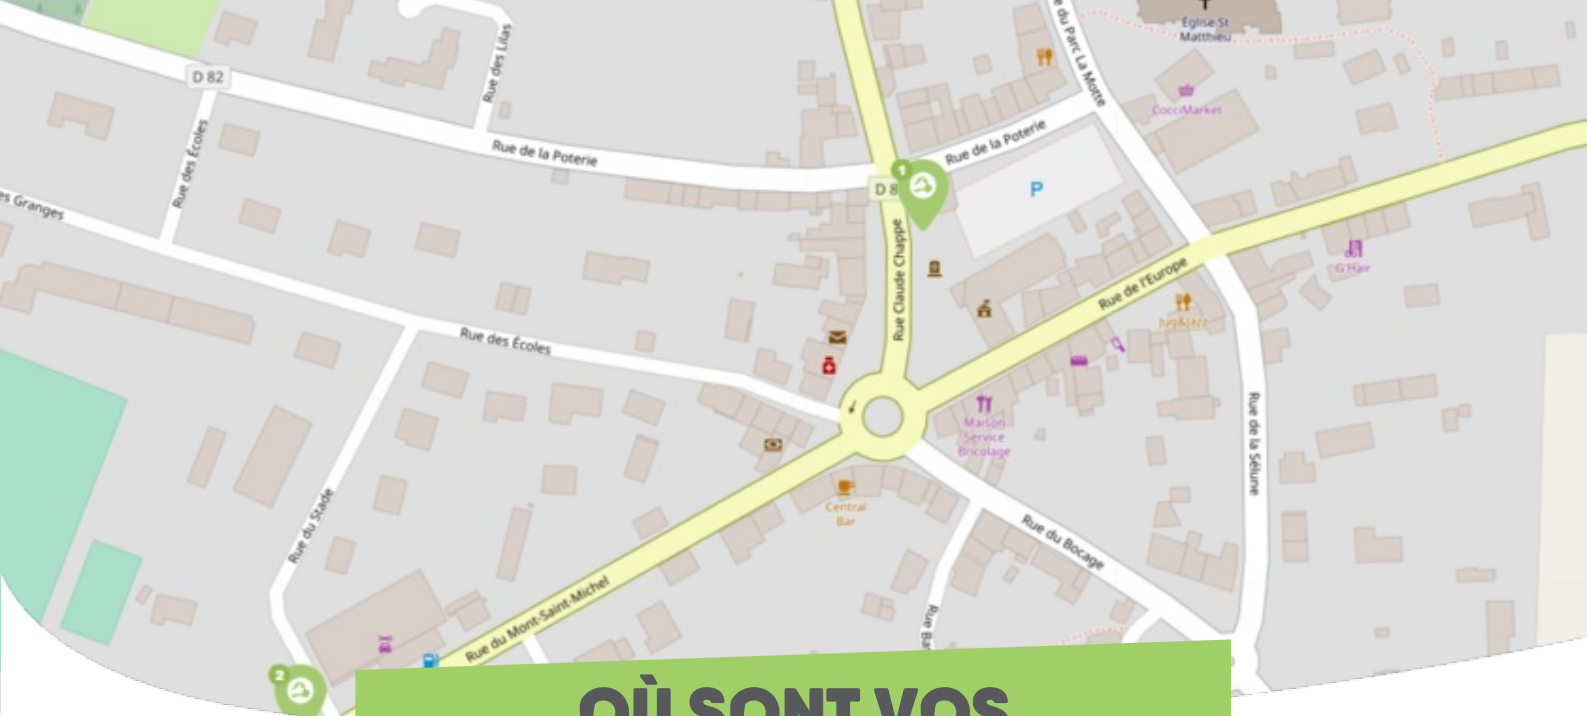 Église St
Matthieu
Rue des Lilas
e du Parc La Motte
D 82
CocciMarket
Rue des Écoles
Rue de la Poterie
Rue de la Poterie
1
D 8
P
es Granges
Rue Claude Chappe
Rue de l'Europe
G'Hair
Jug&Jazz
Rue des Écoles
Maison
Service
Bricolage
Rue de la Sélune
Central
Bar
Rue du Stade
Rue du Bocage
Rue du Mont-Saint-Michel
Rue Ba
2
OÙ SONT VOS